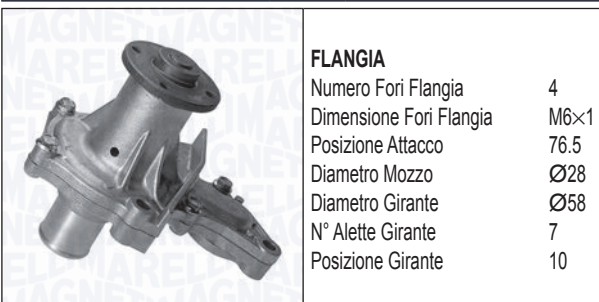 FLANGIA
Numero Fori Flangia 4
Dimensione Fori Flangia M6×1
Posizione Attacco 76.5
Diametro Mozzo Ø28
Diametro Girante Ø58
N° Alette Girante 7
Posizione Girante 10